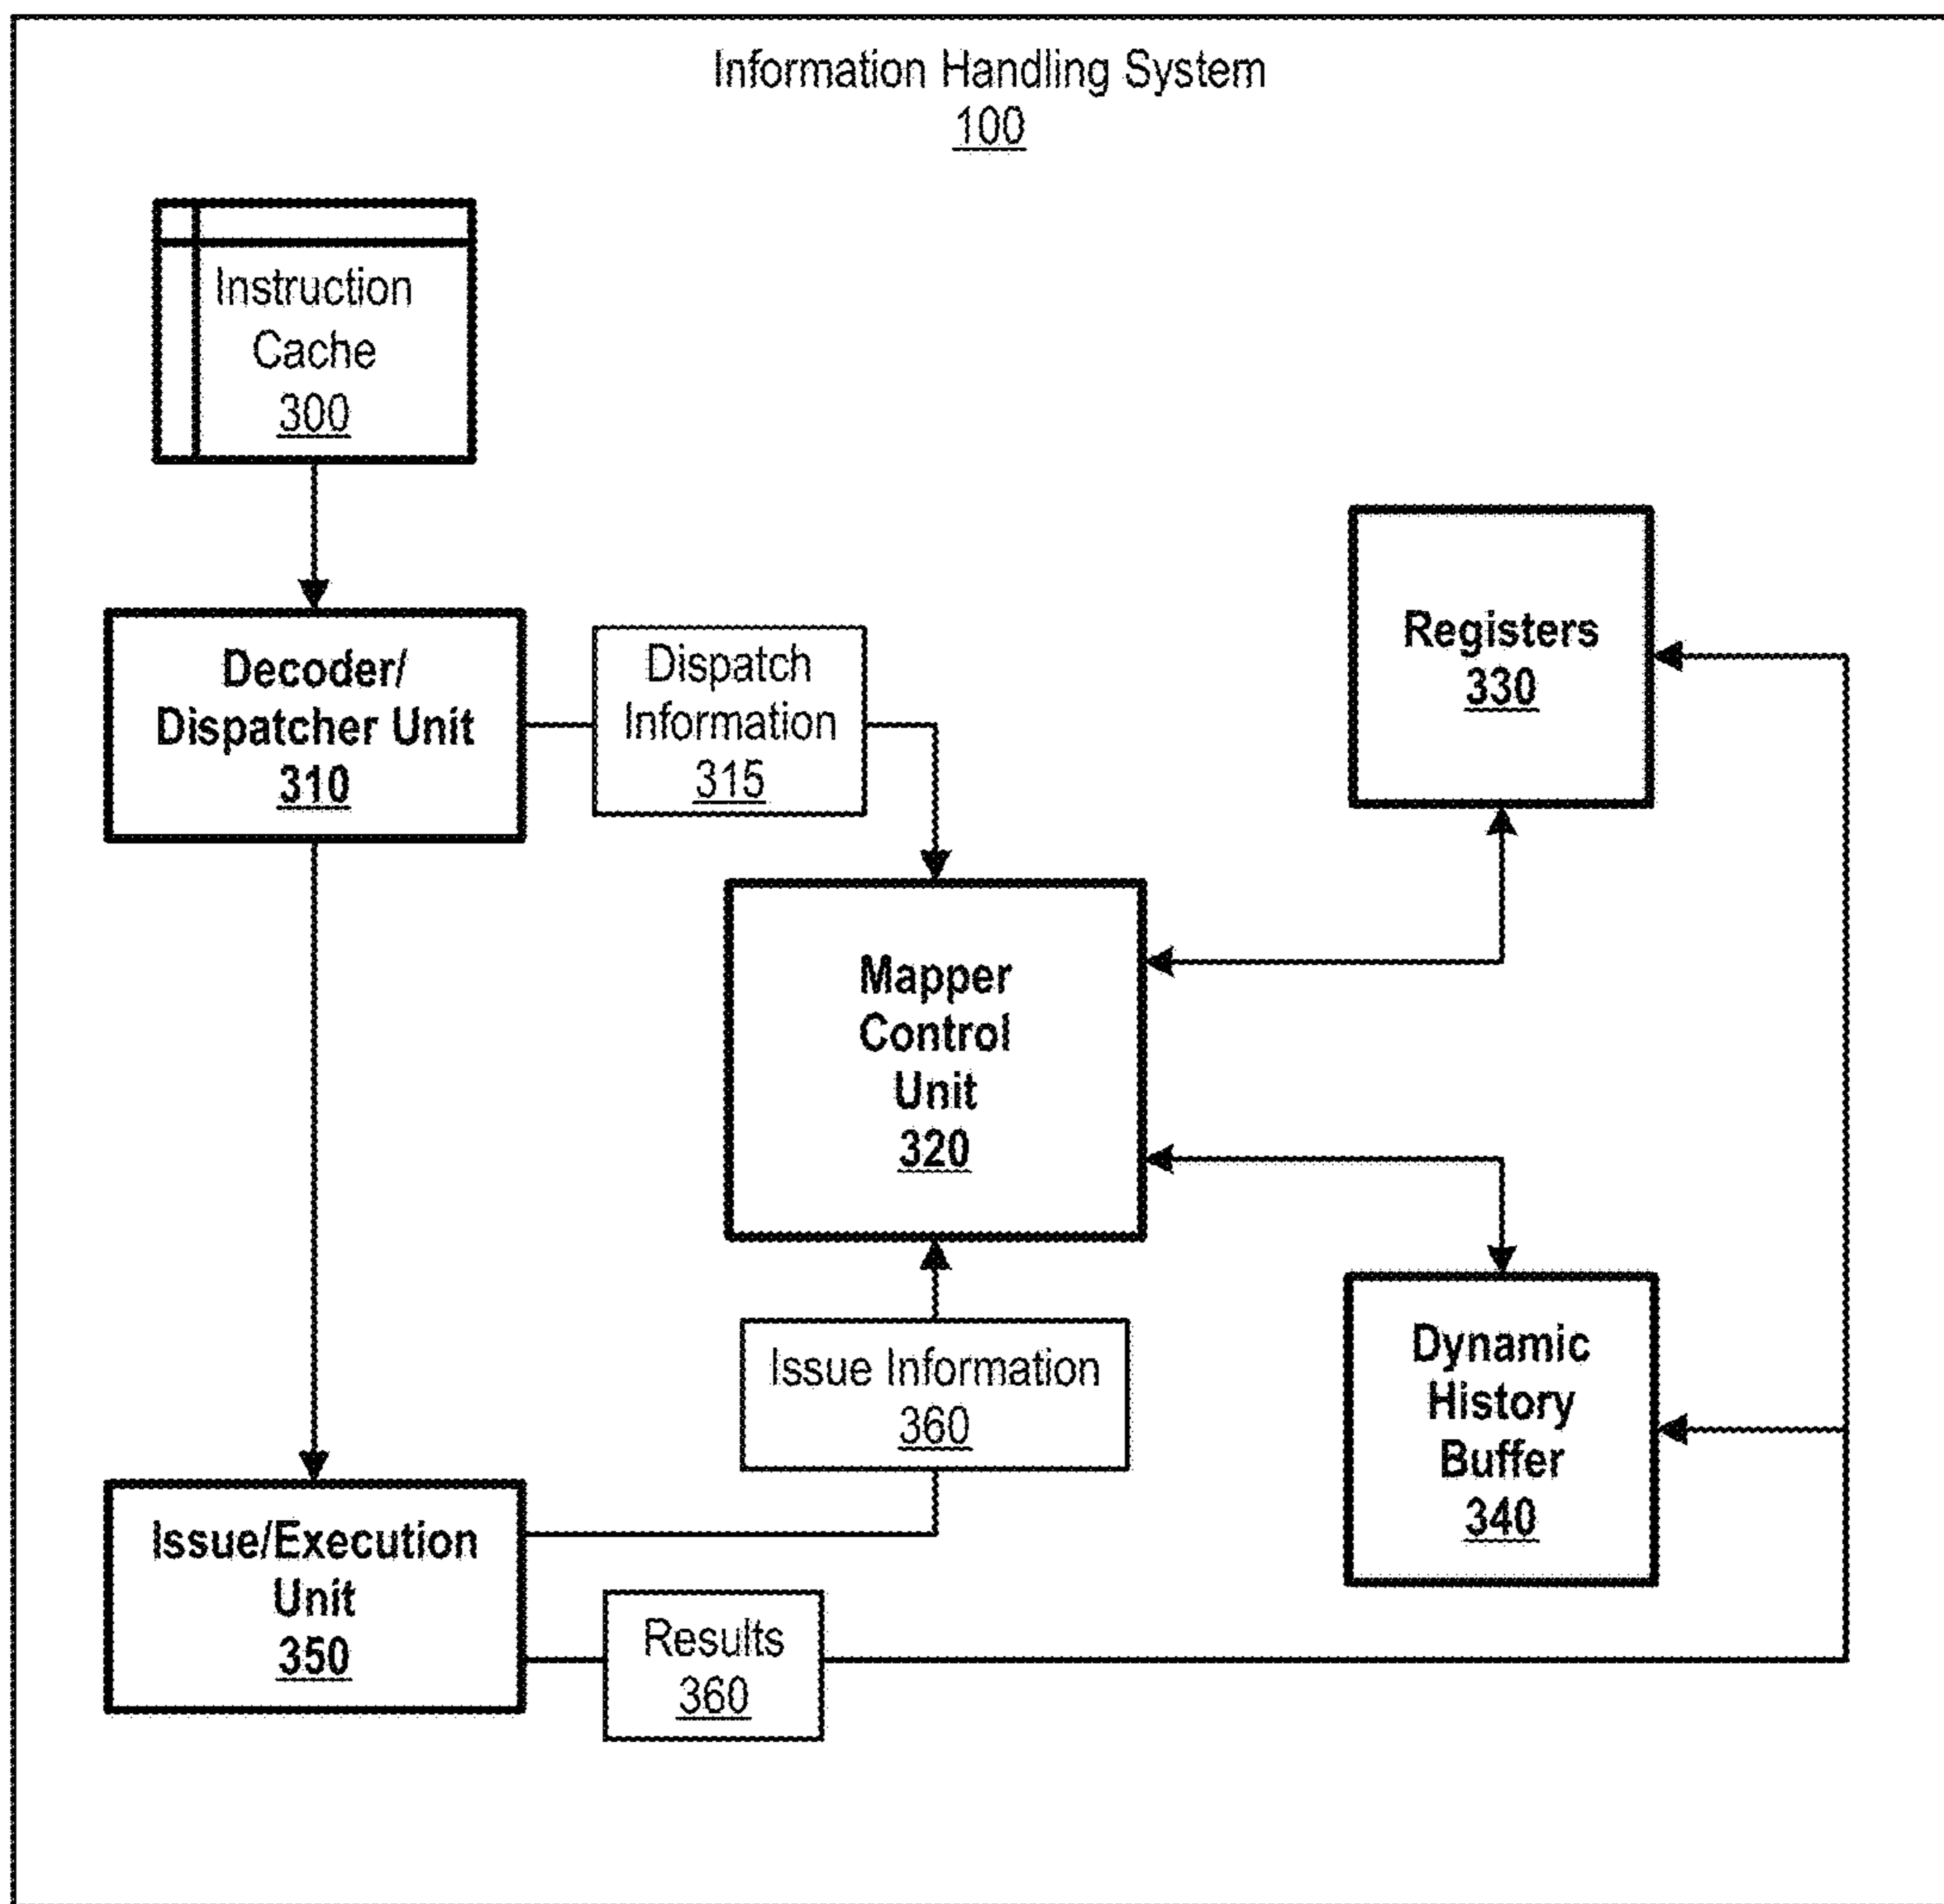 Information Handling System
100
Instruction
Cache
300
Decoder/
Dispatcher Unit
310
Dispatch
Information
315
Registers
330
Mapper
Control
Unit
320
Issue Information
360
Dynamic
History
Buffer
340
Issue/Execution
Unit
350
Results
360